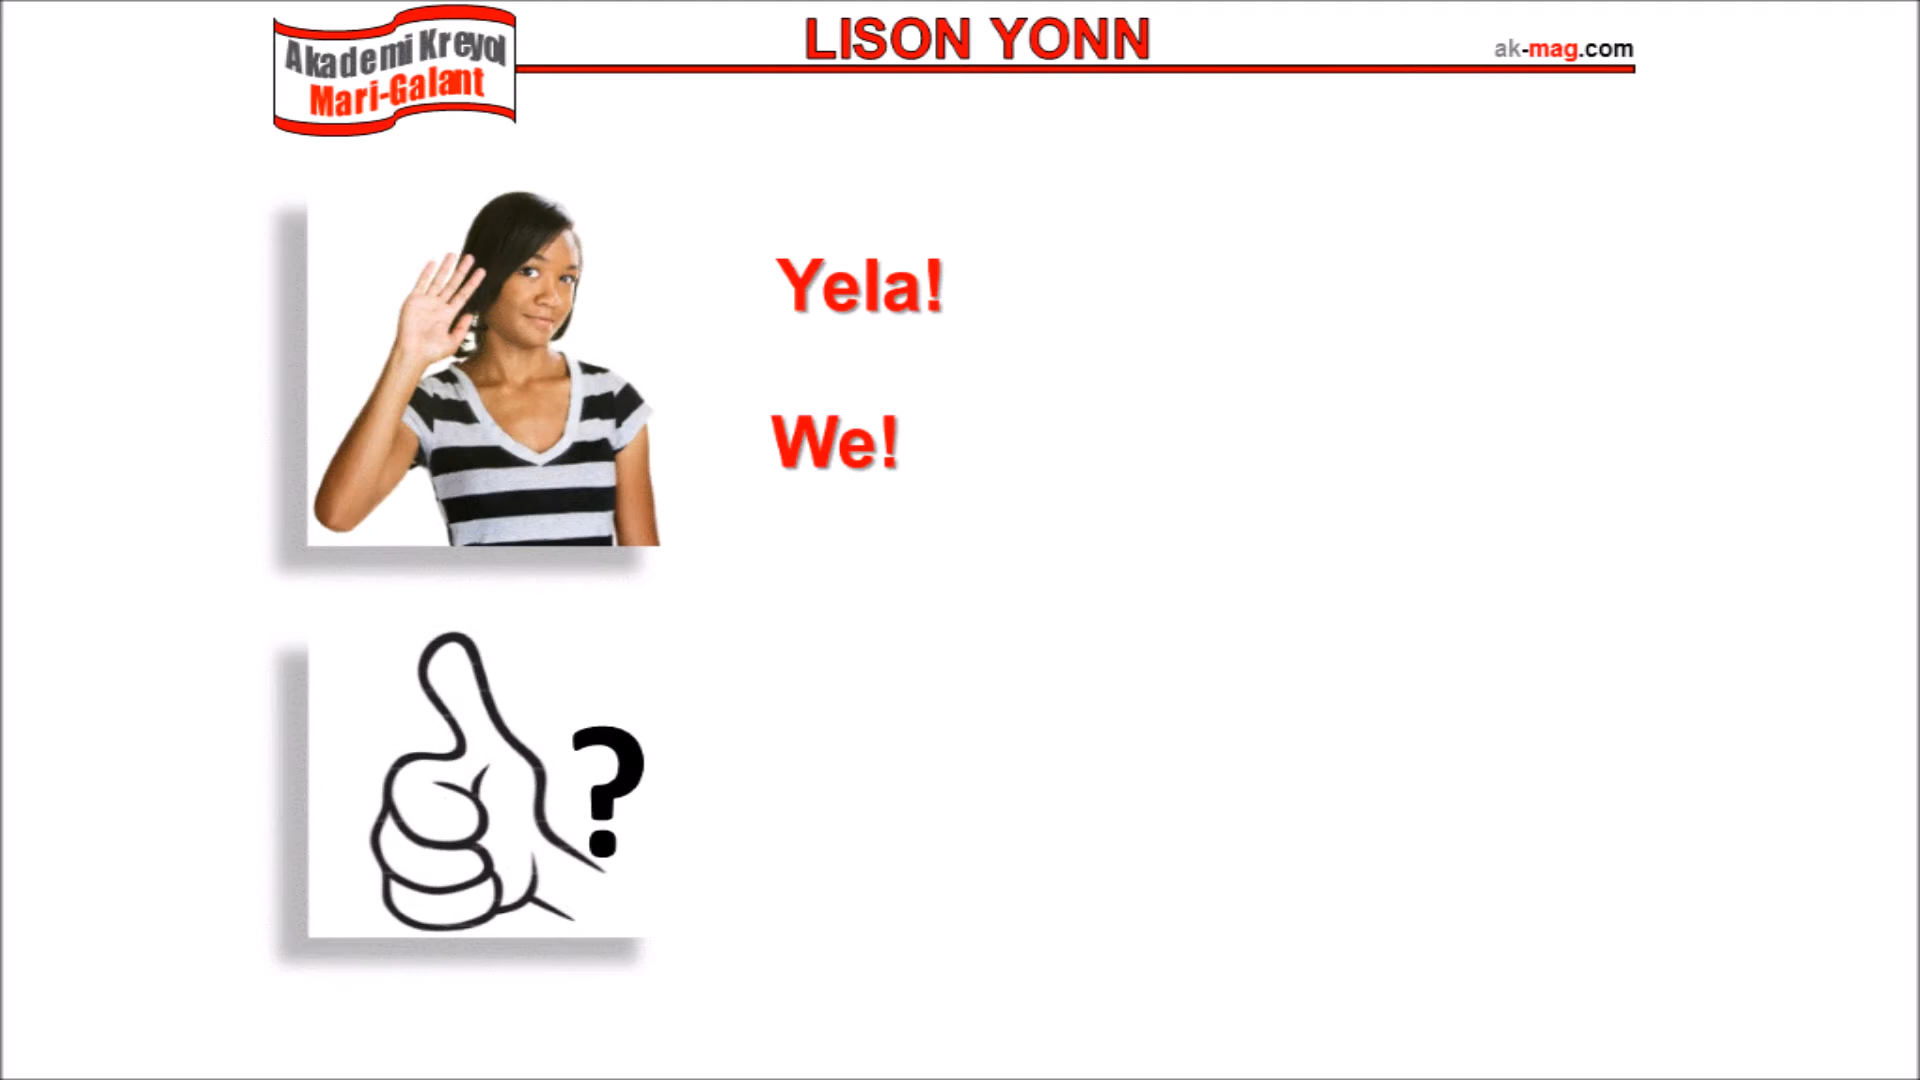 Akademi Kreyol
Mari-Galant
LISON YONN
ak-mag.com
Yela!
We!
?